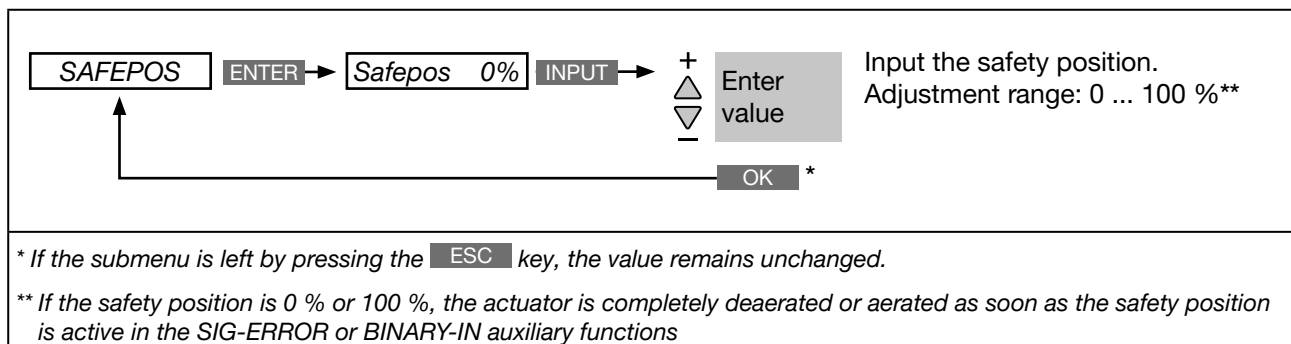 SAFEPOS ENTER Safepos 0% INPUT + Enter value − Input the safety position.
Adjustment range: 0 ... 100 %**
OK *
* If the submenu is left by pressing the ESC key, the value remains unchanged.
** If the safety position is 0 % or 100 %, the actuator is completely deaerated or aerated as soon as the safety position
is active in the SIG-ERROR or BINARY-IN auxiliary functions